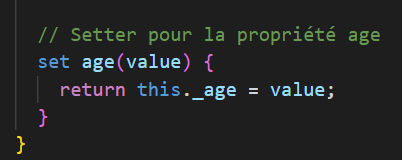 // Setter pour la propriété age
set age(value) {
return this._age = value;
}
}